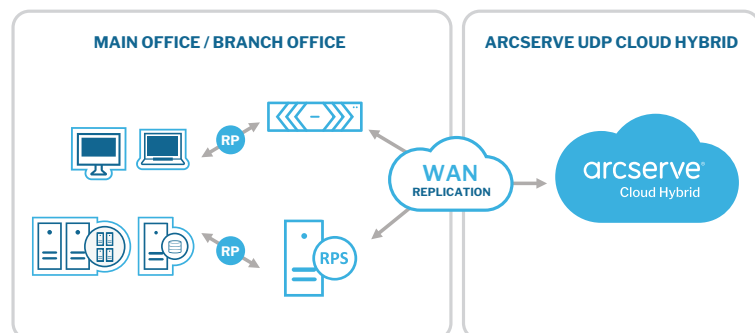 MAIN OFFICE / BRANCH OFFICE
ARCSERVE UDP CLOUD HYBRID
RP
WAN
REPLICATION
arcserve®
Cloud Hybrid
RP
RPS